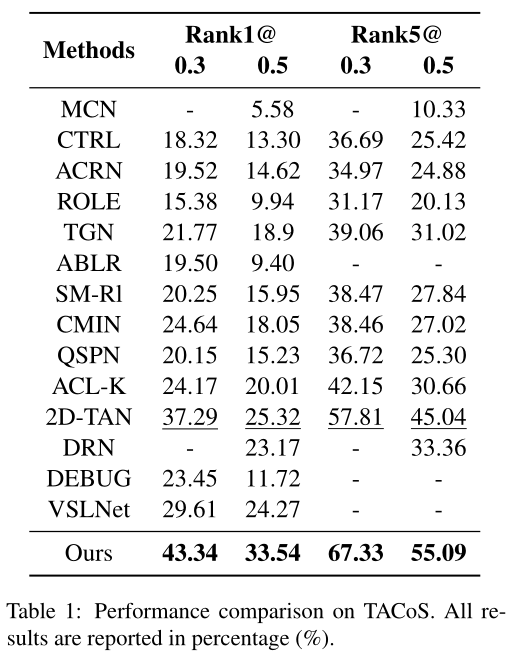 Methods Rank1@ Rank5@
0.3 0.5 0.3 0.5
MCN - 5.58 - 10.33
CTRL 18.32 13.30 36.69 25.42
ACRN 19.52 14.62 34.97 24.88
ROLE 15.38 9.94 31.17 20.13
TGN 21.77 18.9 39.06 31.02
ABLR 19.50 9.40 - -
SM-Rl 20.25 15.95 38.47 27.84
CMIN 24.64 18.05 38.46 27.02
QSPN 20.15 15.23 36.72 25.30
ACL-K 24.17 20.01 42.15 30.66
2D-TAN 37.29 25.32 57.81 45.04
DRN - 23.17 - 33.36
DEBUG 23.45 11.72 - -
VSLNet 29.61 24.27 - -
Ours 43.34 33.54 67.33 55.09
Table 1: Performance comparison on TACoS. All re-
sults are reported in percentage (%).